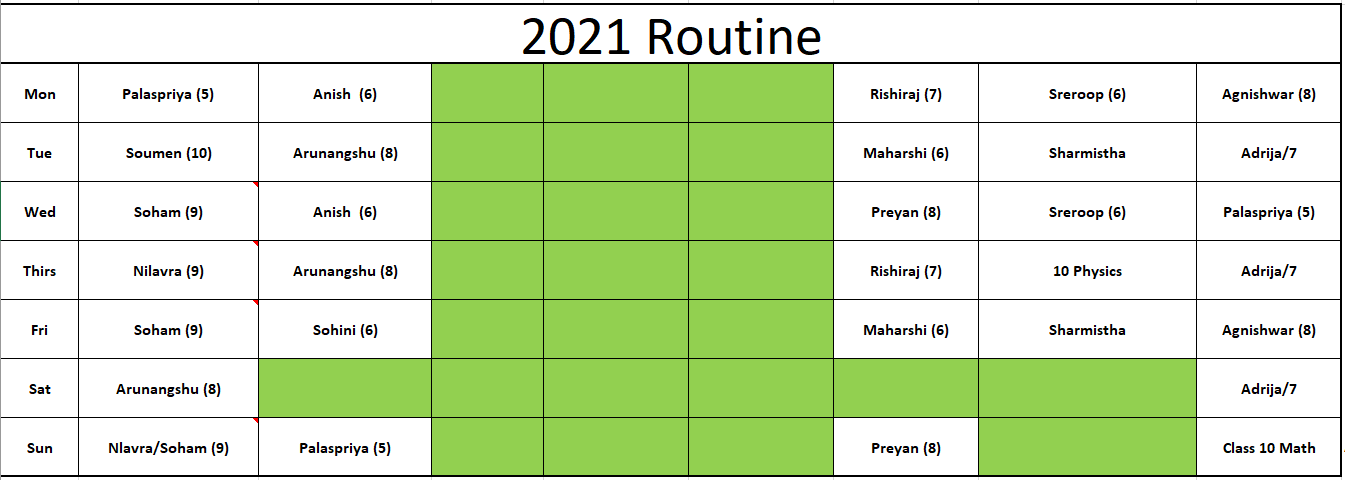 2021 Routine
Mon Palaspriya (5) Anish (6) Rishiraj (7) Sreroop (6) Agnishwar (8)
Tue Soumen (10) Arunangshu (8) Maharshi (6) Sharmistha Adrija/7
Wed Soham (9) Anish (6) Preyan (8) Sreroop (6) Palaspriya (5)
Thirs Nilavra (9) Arunangshu (8) Rishiraj (7) 10 Physics Adrija/7
Fri Soham (9) Sohini (6) Maharshi (6) Sharmistha Agnishwar (8)
Sat Arunangshu (8) Adrija/7
Sun Nlavra/Soham (9) Palaspriya (5) Preyan (8) Class 10 Math